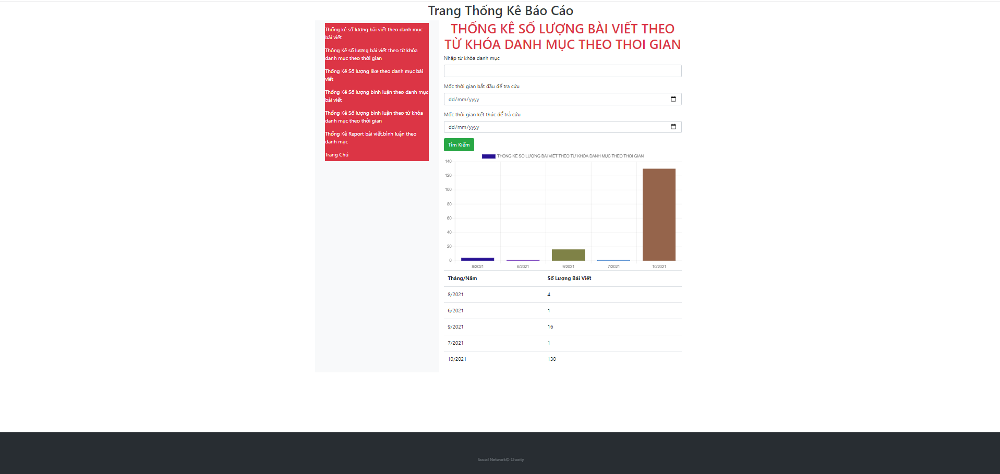 Trang Thống Kê Báo Cáo
Thống kê số lượng bài viết theo danh mục
bài viết
Thông Kê số lượng bài viết theo từ khóa
danh mục theo thời gian
Thống Kê Số lượng like theo danh mục bài
viết
Thống Kê Số lượng bình luận theo danh mục
bài viết
Thống Kê Số lượng bình luận theo từ khóa
danh mục theo thời gian
Thống Kê Report bài viết,bình luận theo
danh mục
Trang Chủ
THỐNG KÊ SỐ LƯỢNG BÀI VIẾT THEO
TỪ KHÓA DANH MỤC THEO THOI GIAN
Nhập từ khóa danh mục
Mốc thời gian bắt đầu để tra cứu
dd/mm/yyyy
Mốc thời gian kết thúc để trả cứu
dd/mm/yyyy
Tìm Kiếm
THỐNG KÊ SỐ LƯỢNG BÀI VIẾT THEO TỪ KHÓA DANH MỤC THEO THOI GIAN
140
120
100
80
60
40
20
0
8/2021 6/2021 9/2021 7/2021 10/2021
Tháng/Năm Số Lượng Bài Viết
8/2021 4
6/2021 1
9/2021 16
7/2021 1
10/2021 130
Social Network© Charity